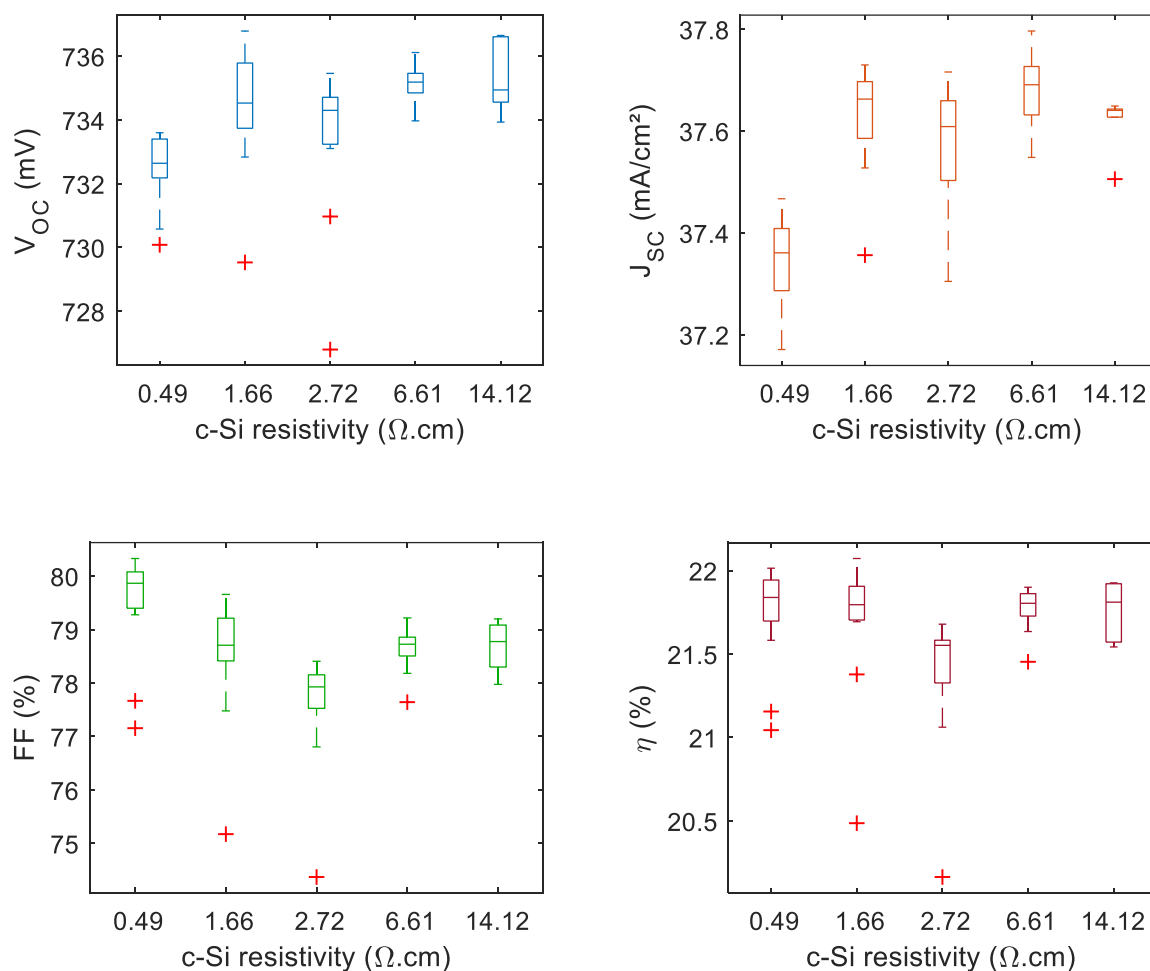 736
734
732
730
728
V_OC (mV)
0.49 1.66 2.72 6.61 14.12
c-Si resistivity (Ω.cm)
37.8
37.6
37.4
37.2
J_SC (mA/cm²)
0.49 1.66 2.72 6.61 14.12
c-Si resistivity (Ω.cm)
80
79
78
77
76
75
FF (%)
0.49 1.66 2.72 6.61 14.12
c-Si resistivity (Ω.cm)
22
21.5
21
20.5
η (%)
0.49 1.66 2.72 6.61 14.12
c-Si resistivity (Ω.cm)